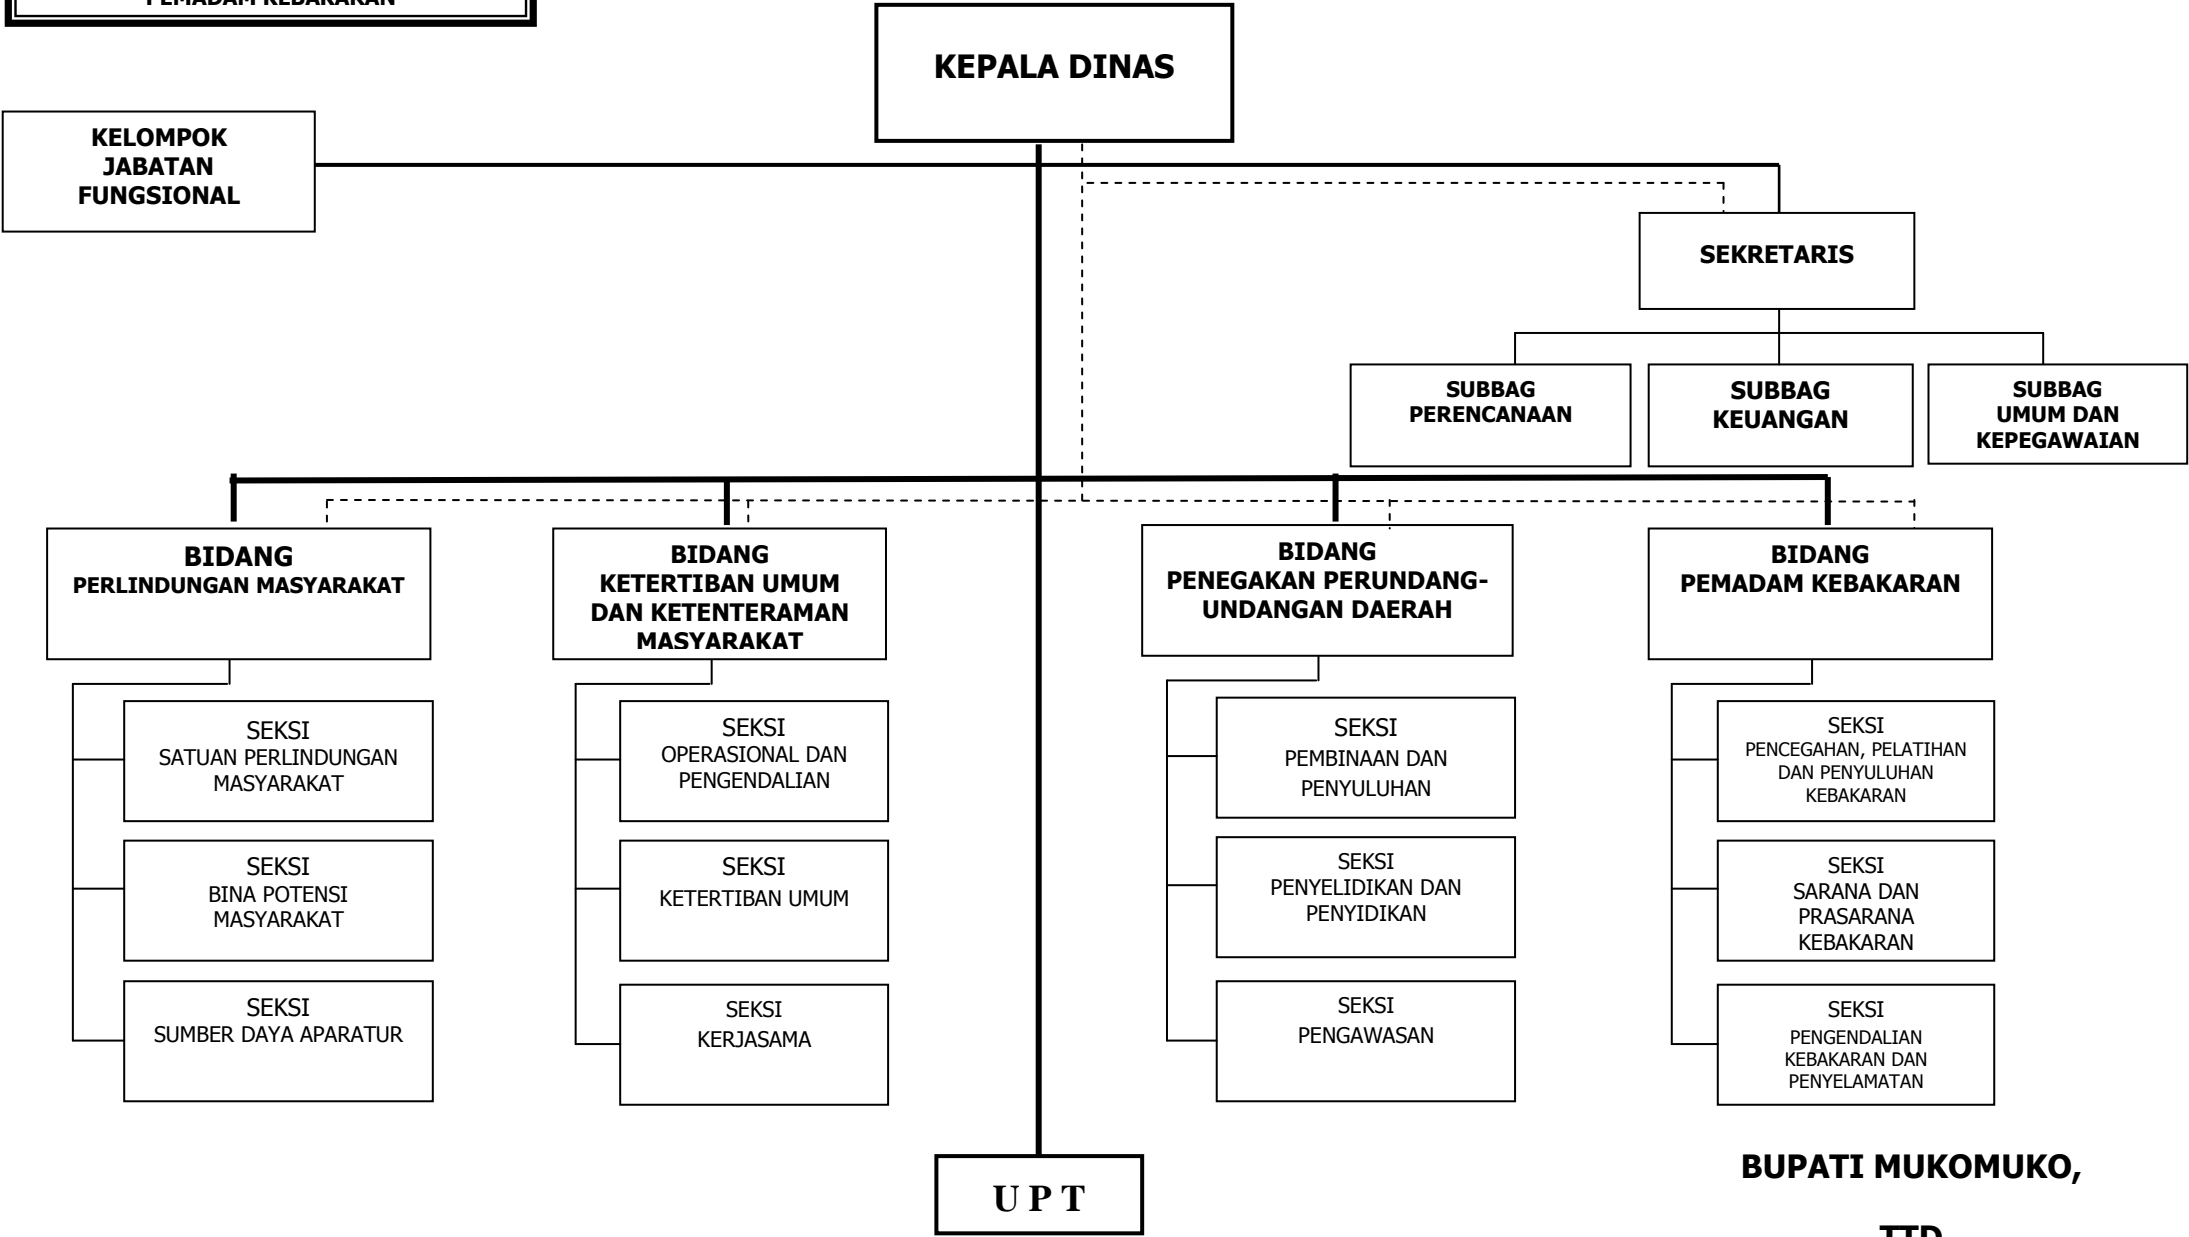 PEMADAM KEBAKARAN
KEPALA DINAS
KELOMPOK
JABATAN
FUNGSIONAL
SEKRETARIS
SUBBAG
PERENCANAAN
SUBBAG
KEUANGAN
SUBBAG
UMUM DAN
KEPEGAWAIAN
BIDANG
PERLINDUNGAN MASYARAKAT
BIDANG
KETERTIBAN UMUM
DAN KETENTERAMAN
MASYARAKAT
BIDANG
PENEGAKAN PERUNDANG-
UNDANGAN DAERAH
BIDANG
PEMADAM KEBAKARAN
SEKSI
SATUAN PERLINDUNGAN
MASYARAKAT
SEKSI
BINA POTENSI
MASYARAKAT
SEKSI
SUMBER DAYA APARATUR
SEKSI
OPERASIONAL DAN
PENGENDALIAN
SEKSI
KETERTIBAN UMUM
SEKSI
KERJASAMA
SEKSI
PEMBINAAN DAN
PENYULUHAN
SEKSI
PENYELIDIKAN DAN
PENYIDIKAN
SEKSI
PENGAWASAN
SEKSI
PENCEGAHAN, PELATIHAN
DAN PENYULUHAN
KEBAKARAN
SEKSI
SARANA DAN
PRASARANA
KEBAKARAN
SEKSI
PENGENDALIAN
KEBAKARAN DAN
PENYELAMATAN
U P T
BUPATI MUKOMUKO,
TTD